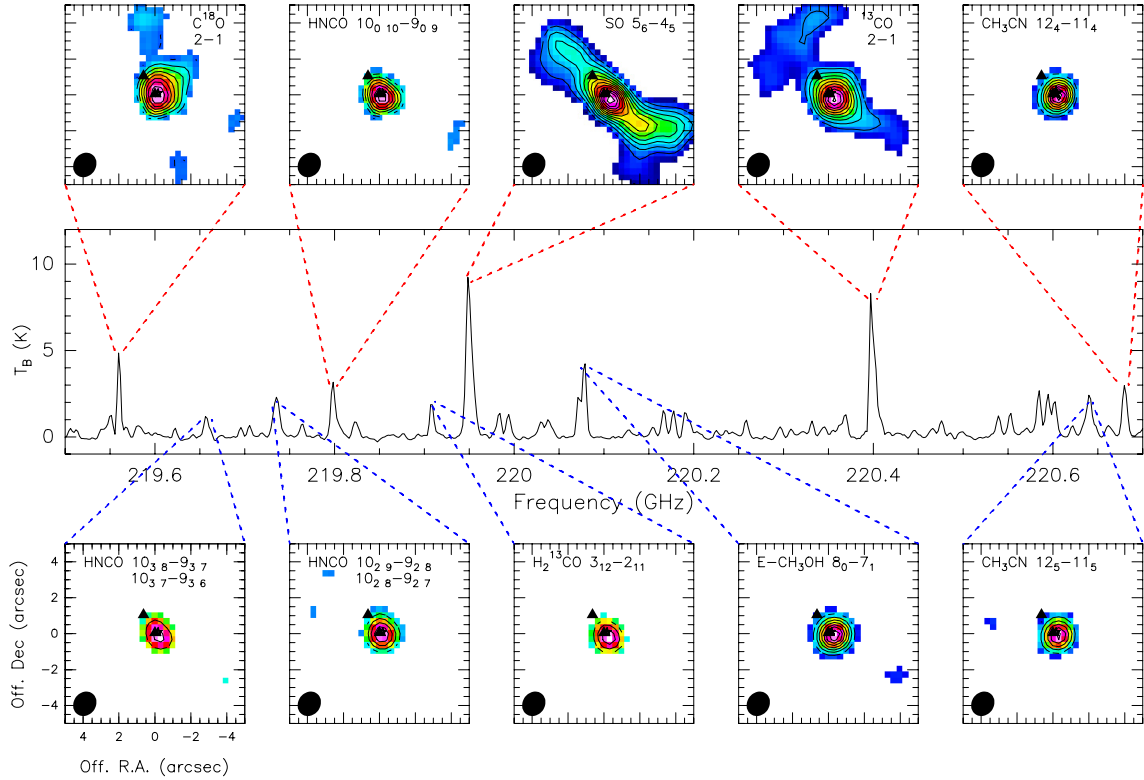 C¹⁸O
2−1
HNCO 10₀ ₁₀−9₀ ₉
SO 5₆−4₅
¹³CO
2−1
CH₃CN 12₄−11₄
10
5
0
T_B (K)
219.6
219.8
220
220.2
220.4
220.6
Frequency (GHz)
HNCO 10₃ ₈−9₃ ₇
10₃ ₇−9₃ ₆
HNCO 10₂ ₉−9₂ ₈
10₂ ₈−9₂ ₇
H₂¹³CO 3₁₂−2₁₁
E−CH₃OH 8₀−7₁
CH₃CN 12₅−11₅
4
2
0
−2
−4
Off. Dec (arcsec)
4
2
0
−2
−4
Off. R.A. (arcsec)